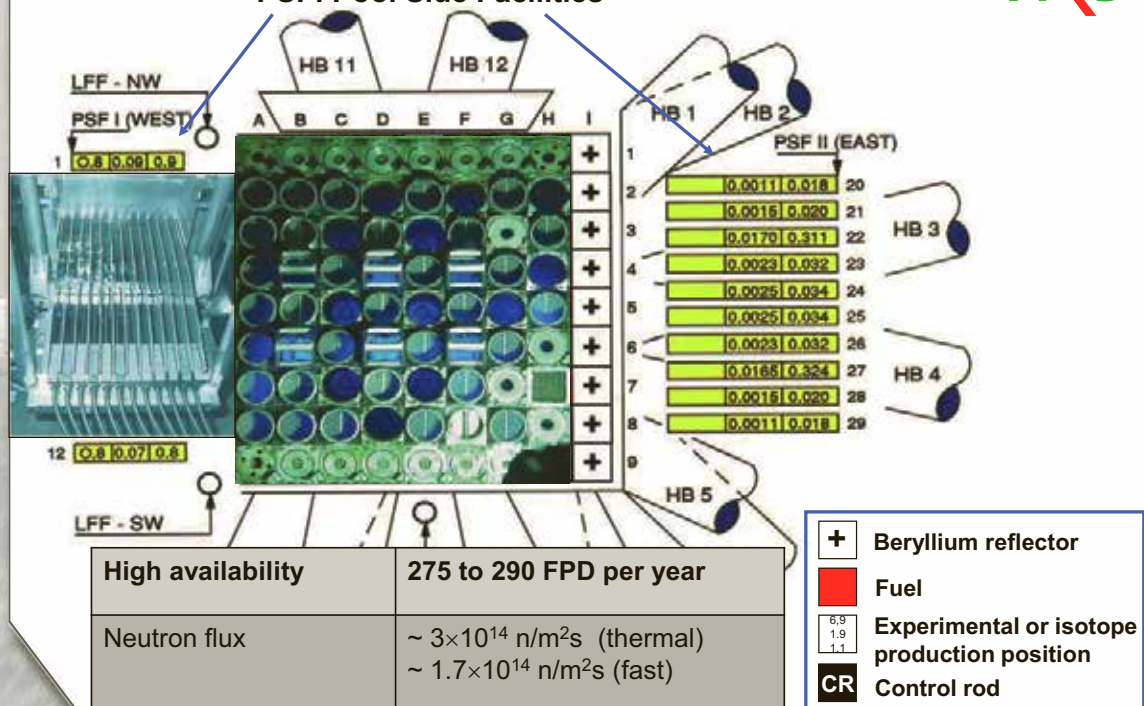 PSF: Pool Side Facilities
HB 11
HB 12
LFF - NW
PSF I (WEST)
A B C D E F G H I
HB 1
HB 2
PSF II (EAST)
1 0.8 0.09 0.9
1
2
3
4
5
6
7
8
9
0.0011 0.018 20
0.0015 0.020 21
0.0170 0.311 22
0.0023 0.032 23
0.0025 0.034 24
0.0025 0.034 25
0.0023 0.032 26
0.0165 0.324 27
0.0015 0.020 28
0.0011 0.018 29
HB 3
HB 4
12 0.8 0.07 0.8
HB 5
LFF - SW
High availability
275 to 290 FPD per year
Neutron flux
~ 3×10¹⁴ n/m²s (thermal)
~ 1.7×10¹⁴ n/m²s (fast)
+ Beryllium reflector
Fuel
6,9
1.9
1.1
Experimental or isotope
production position
CR Control rod